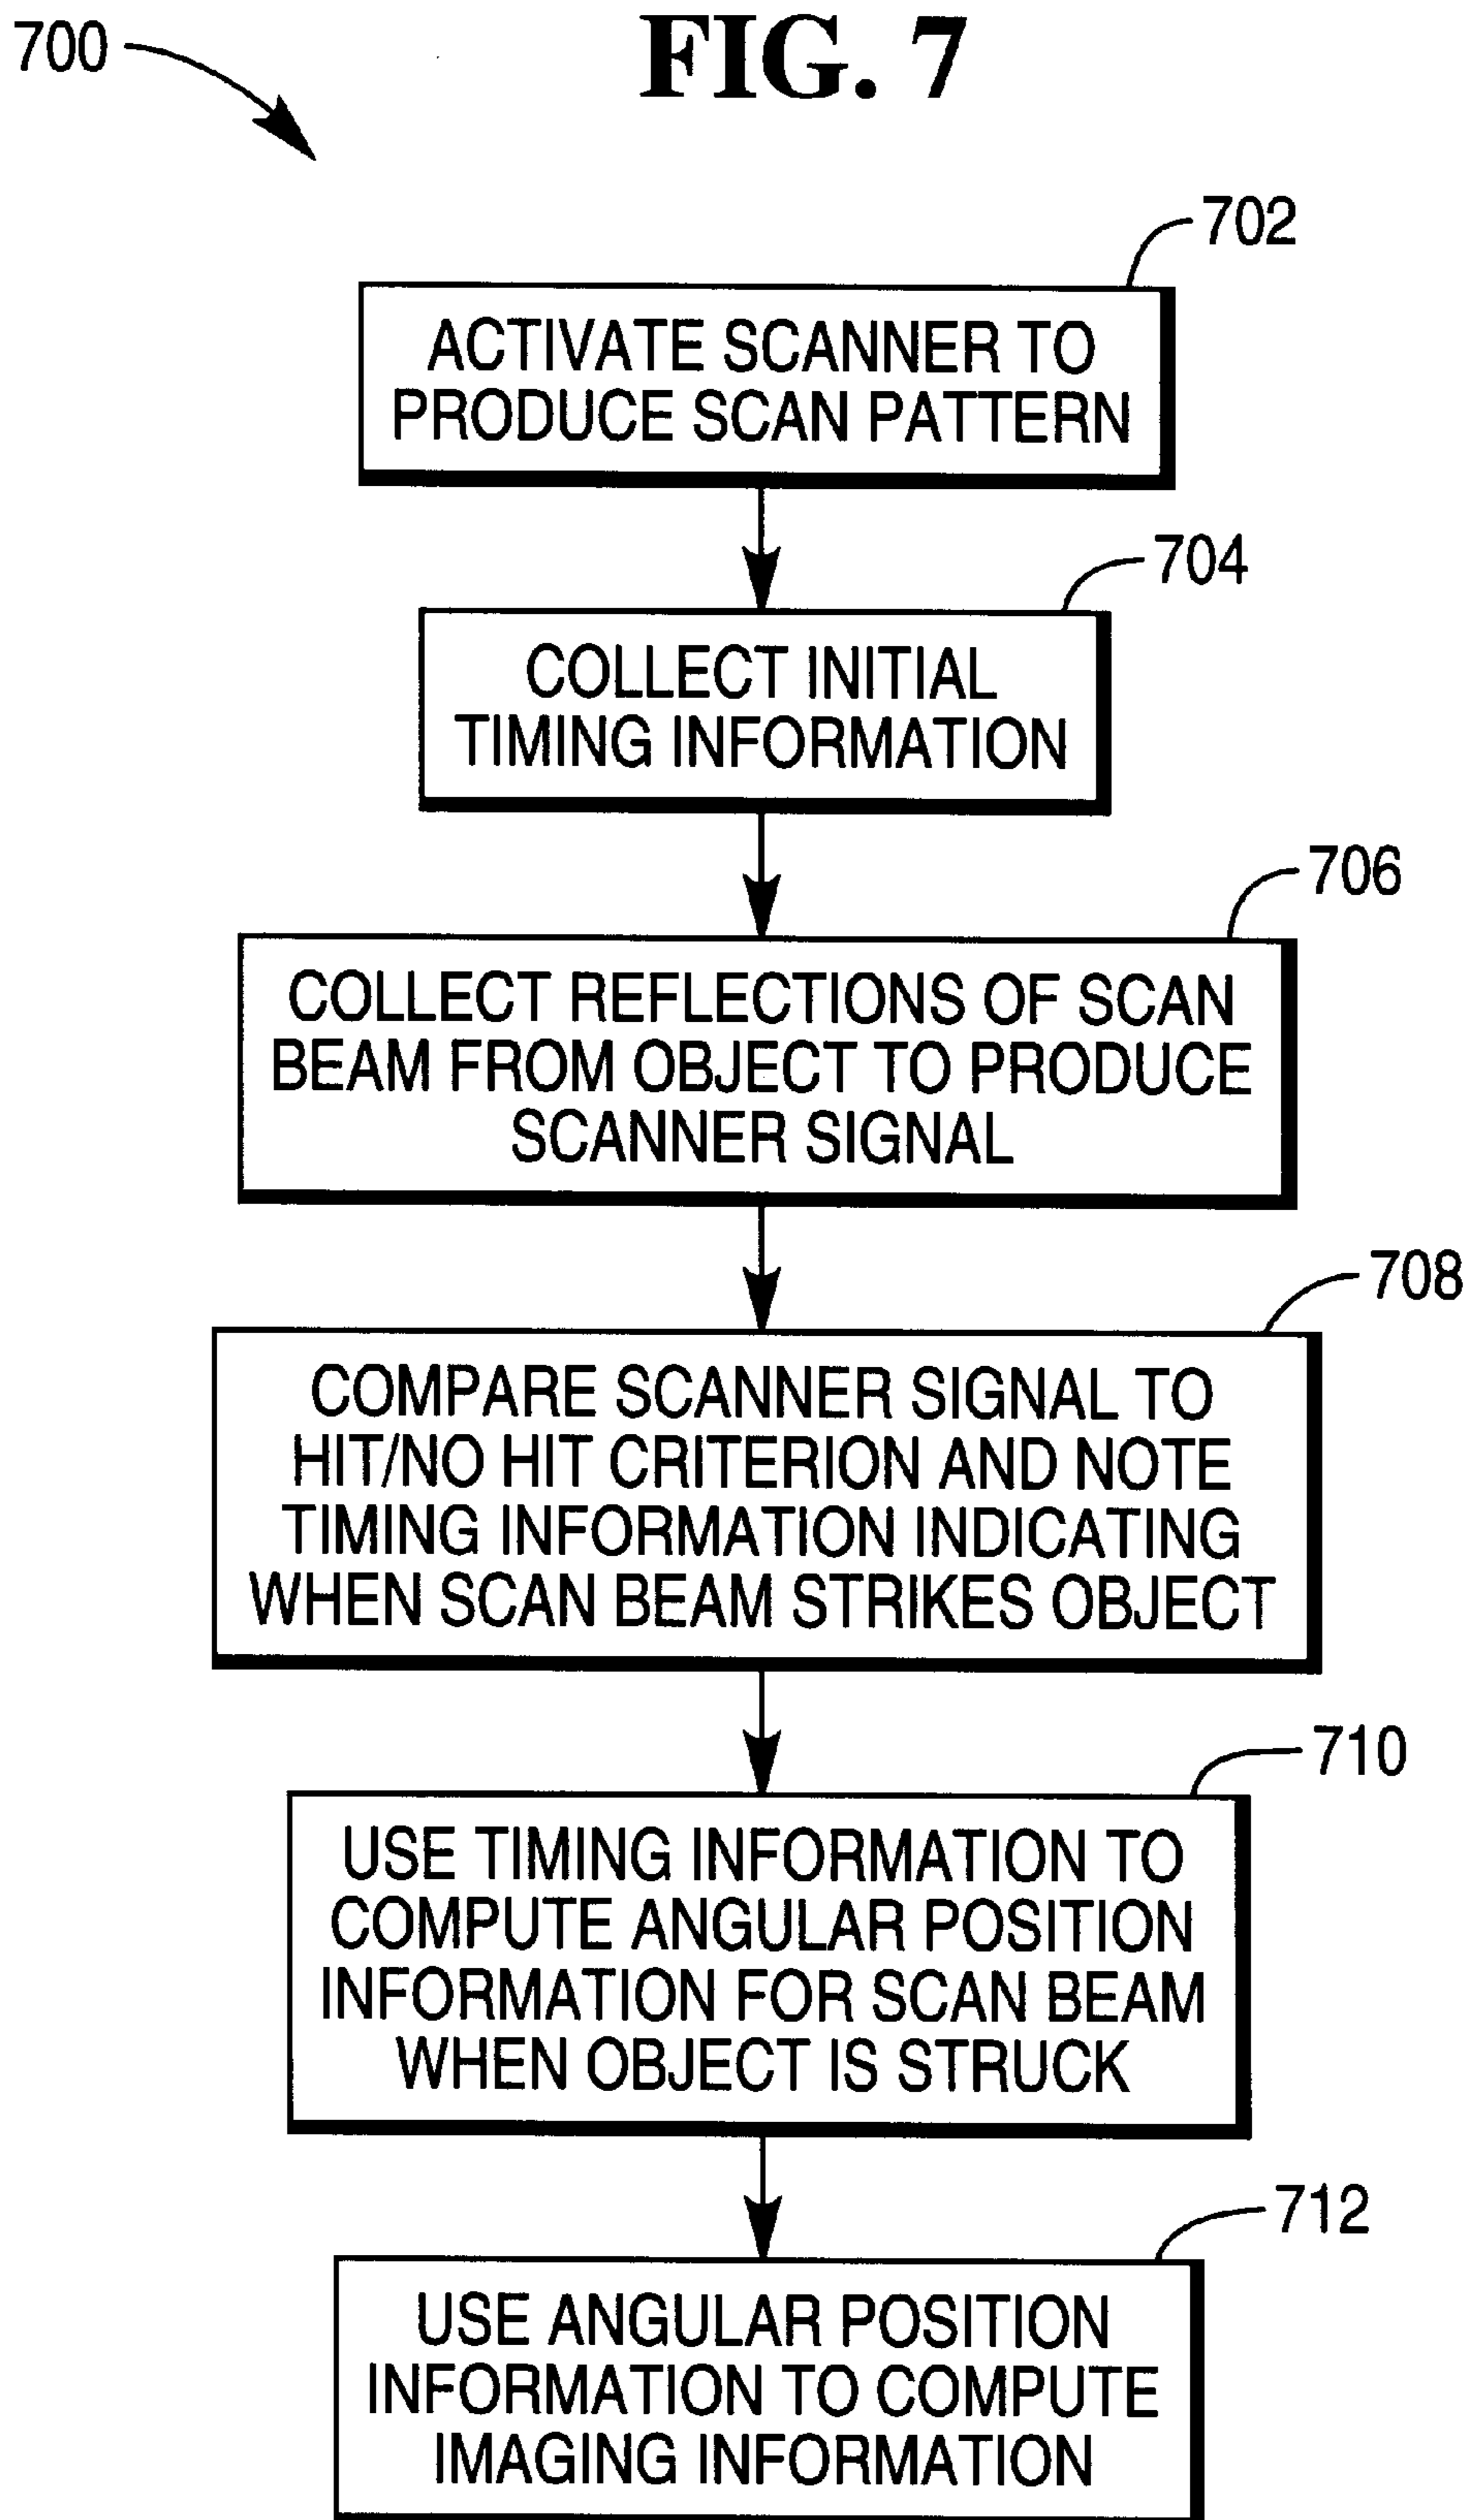 700
FIG. 7
702
ACTIVATE SCANNER TO
PRODUCE SCAN PATTERN
704
COLLECT INITIAL
TIMING INFORMATION
706
COLLECT REFLECTIONS OF SCAN
BEAM FROM OBJECT TO PRODUCE
SCANNER SIGNAL
708
COMPARE SCANNER SIGNAL TO
HIT/NO HIT CRITERION AND NOTE
TIMING INFORMATION INDICATING
WHEN SCAN BEAM STRIKES OBJECT
710
USE TIMING INFORMATION TO
COMPUTE ANGULAR POSITION
INFORMATION FOR SCAN BEAM
WHEN OBJECT IS STRUCK
712
USE ANGULAR POSITION
INFORMATION TO COMPUTE
IMAGING INFORMATION